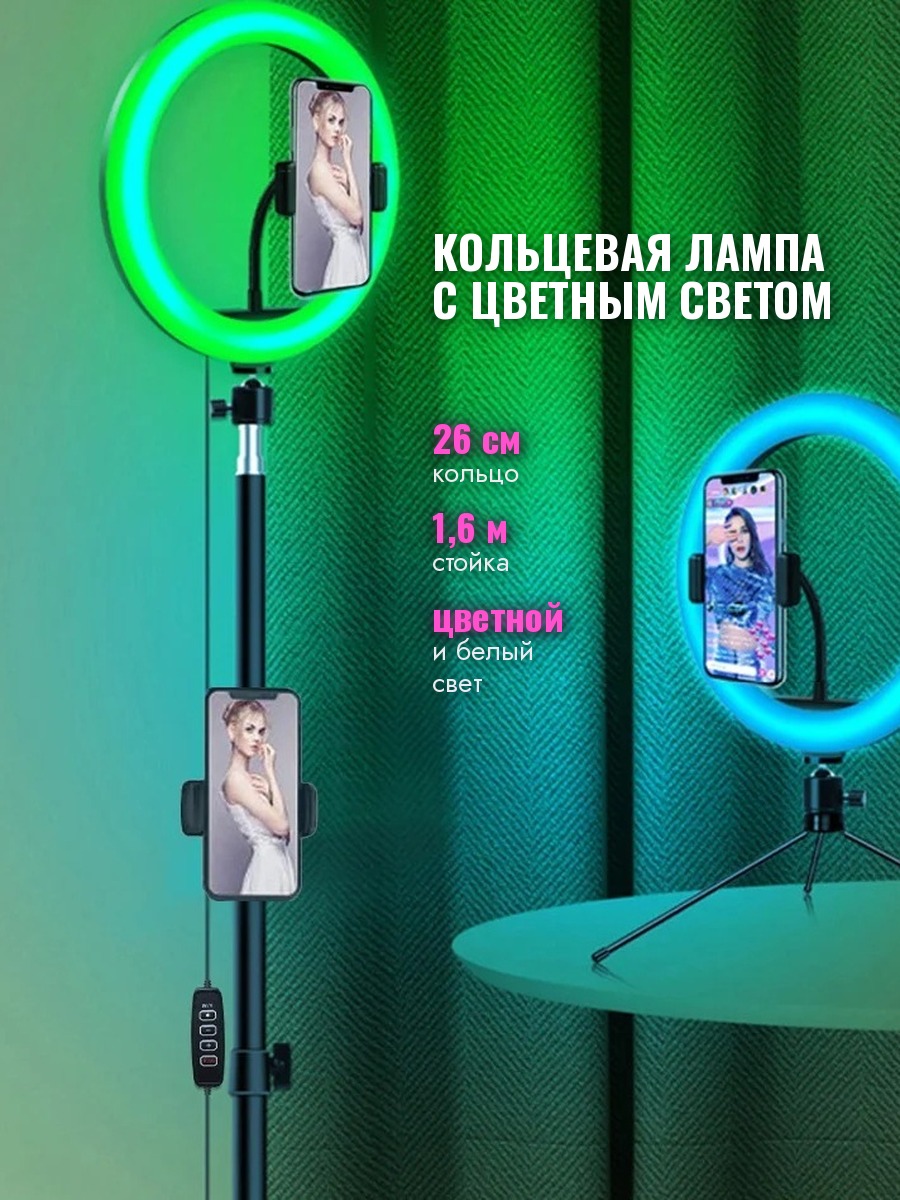 КОЛЬЦЕВАЯ ЛАМПА
С ЦВЕТНЫМ СВЕТОМ
26 см
кольцо
1,6 м
стойка
цветной
и белый
свет